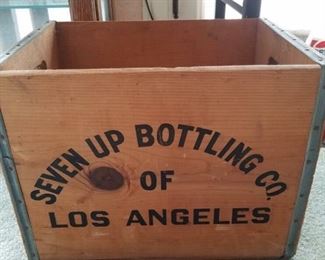 SEVEN UP BOTTLING CO.
OF
LOS ANGELES